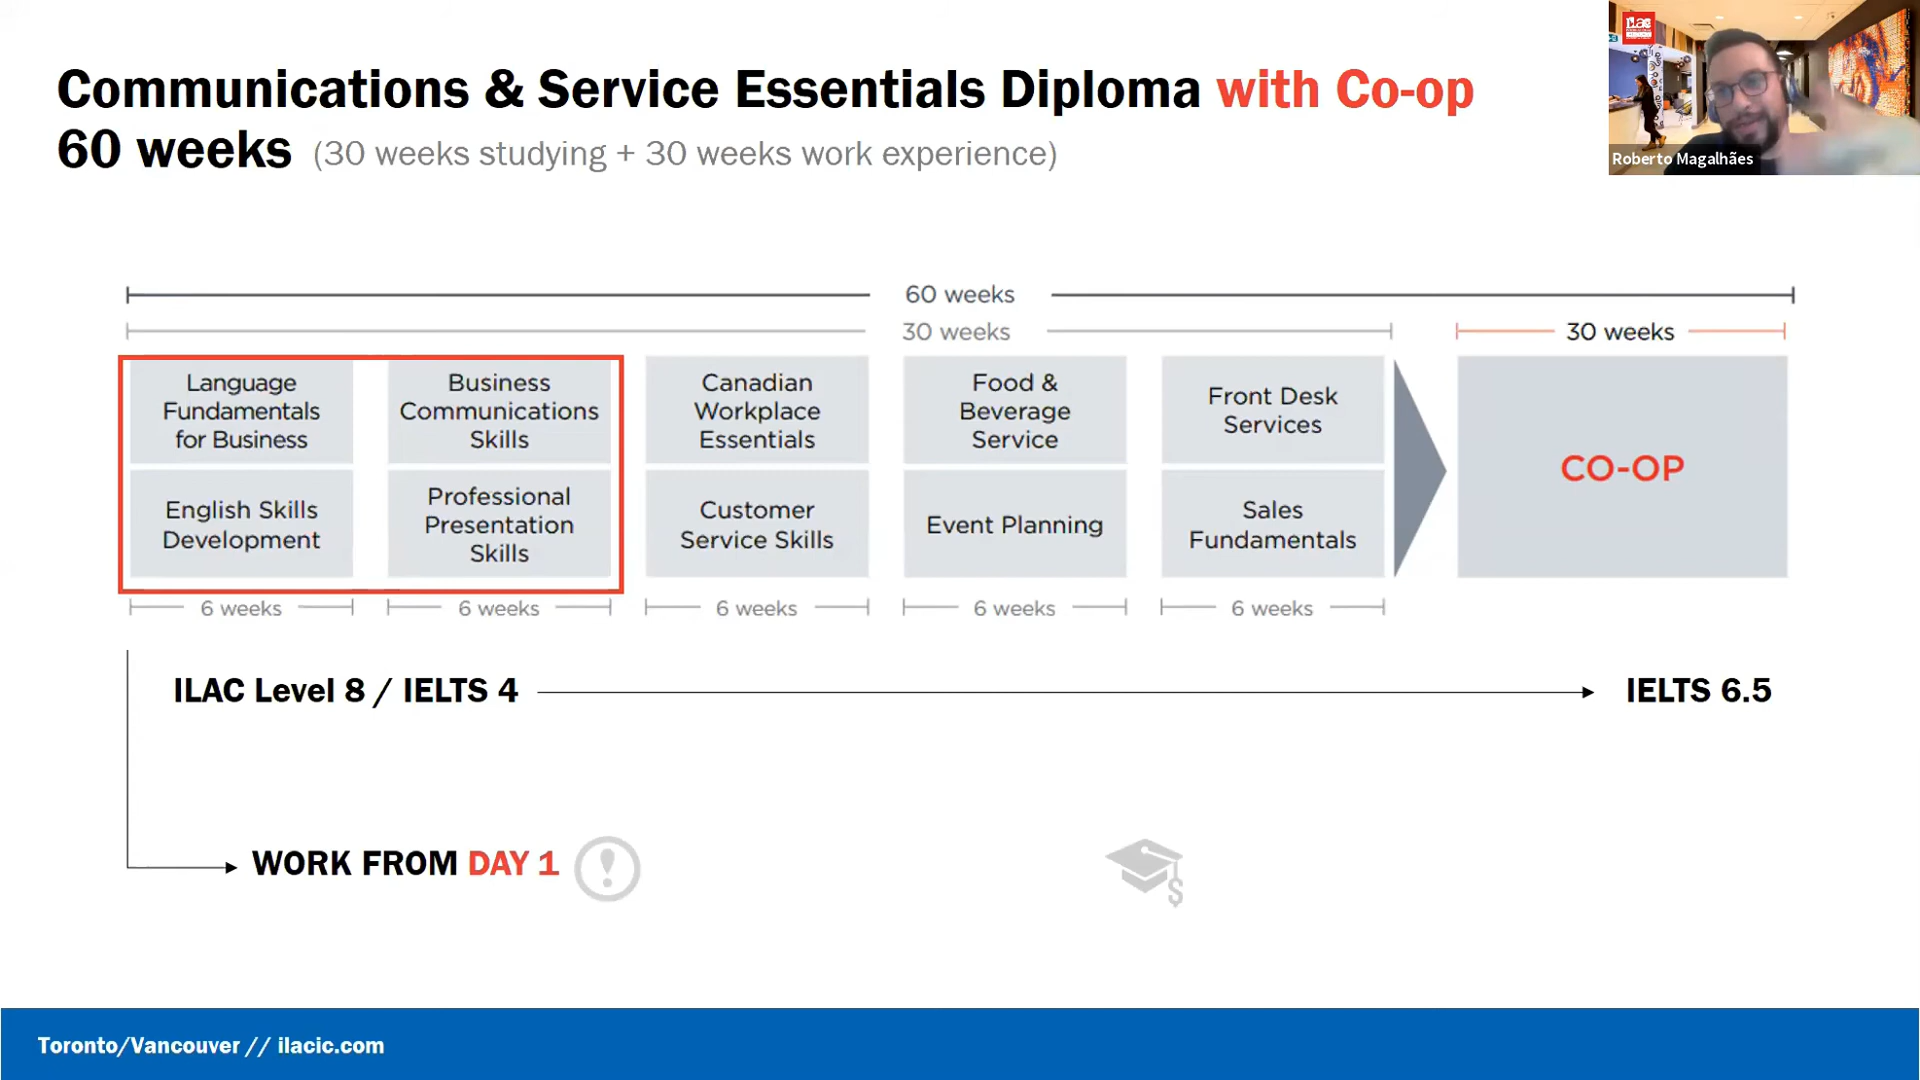 Communications & Service Essentials Diploma with Co-op
60 weeks (30 weeks studying + 30 weeks work experience)
ilac
Roberto Magalhães
60 weeks
30 weeks
30 weeks
Language
Fundamentals
for Business
Business
Communications
Skills
Canadian
Workplace
Essentials
Food &
Beverage
Service
Front Desk
Services
English Skills
Development
Professional
Presentation
Skills
Customer
Service Skills
Event Planning
Sales
Fundamentals
CO-OP
6 weeks
6 weeks
6 weeks
6 weeks
6 weeks
ILAC Level 8 / IELTS 4
IELTS 6.5
WORK FROM DAY 1
Toronto/Vancouver // ilacic.com